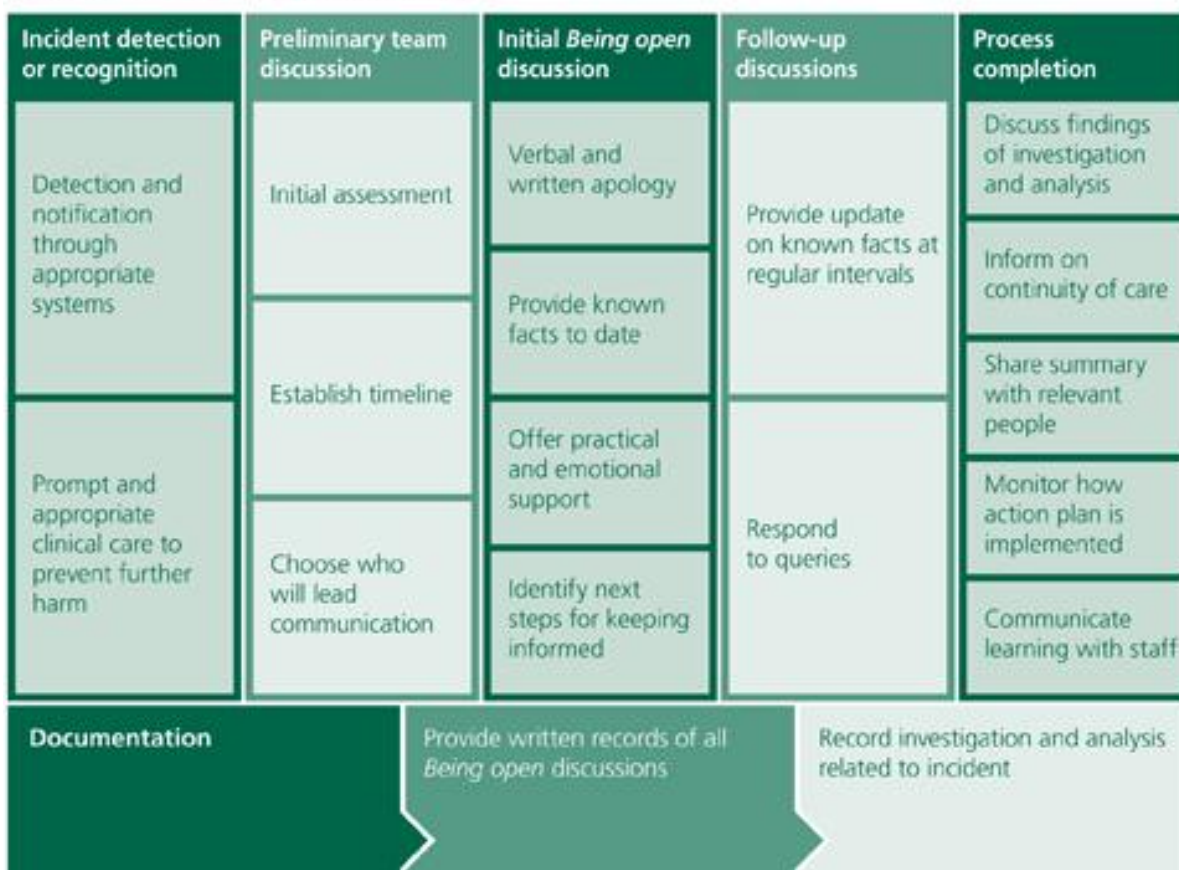 Incident detection
or recognition
Detection and
notification
through
appropriate
systems
Prompt and
appropriate
clinical care to
prevent further
harm
Preliminary team
discussion
Initial assessment
Establish timeline
Choose who
will lead
communication
Initial Being open
discussion
Verbal and
written apology
Provide known
facts to date
Offer practical
and emotional
support
Identify next
steps for keeping
informed
Follow-up
discussions
Provide update
on known facts at
regular intervals
Respond
to queries
Process
completion
Discuss findings
of investigation
and analysis
Inform on
continuity of care
Share summary
with relevant
people
Monitor how
action plan is
implemented
Communicate
learning with staff
Documentation
Provide written records of all
Being open discussions
Record investigation and analysis
related to incident